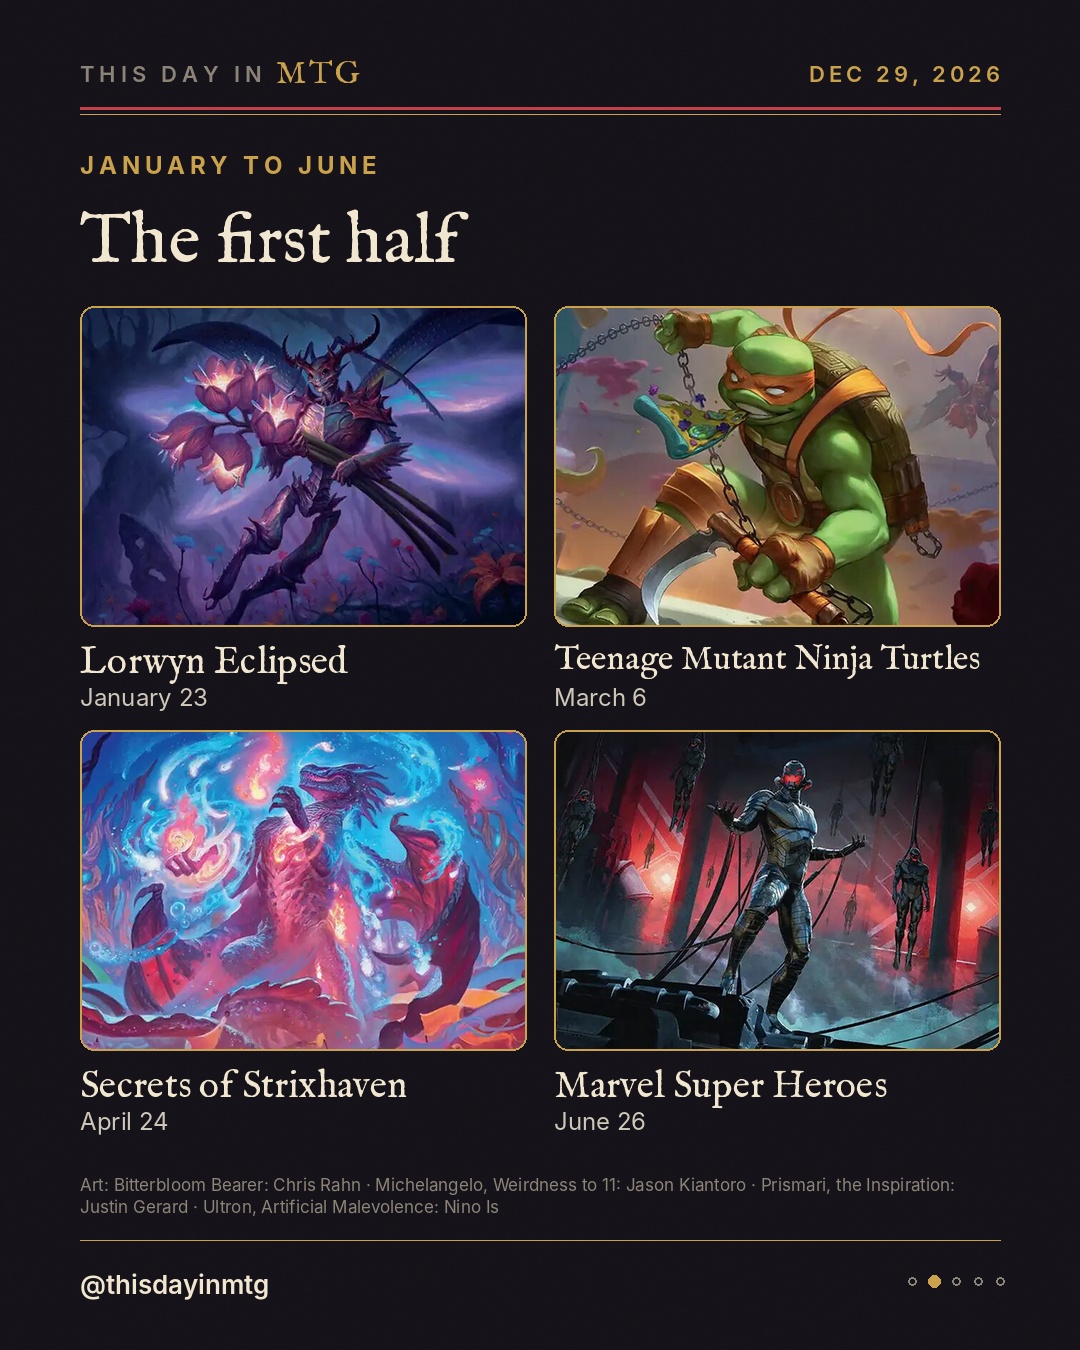 THIS DAY IN MTG
DEC 29, 2026
JANUARY TO JUNE
The first half
Lorwyn Eclipsed
January 23
Teenage Mutant Ninja Turtles
March 6
Secrets of Strixhaven
April 24
Marvel Super Heroes
June 26
Art: Bitterbloom Bearer: Chris Rahn · Michelangelo, Weirdness to 11: Jason Kiantoro · Prismari, the Inspiration:
Justin Gerard · Ultron, Artificial Malevolence: Nino Is
@thisdayinmtg